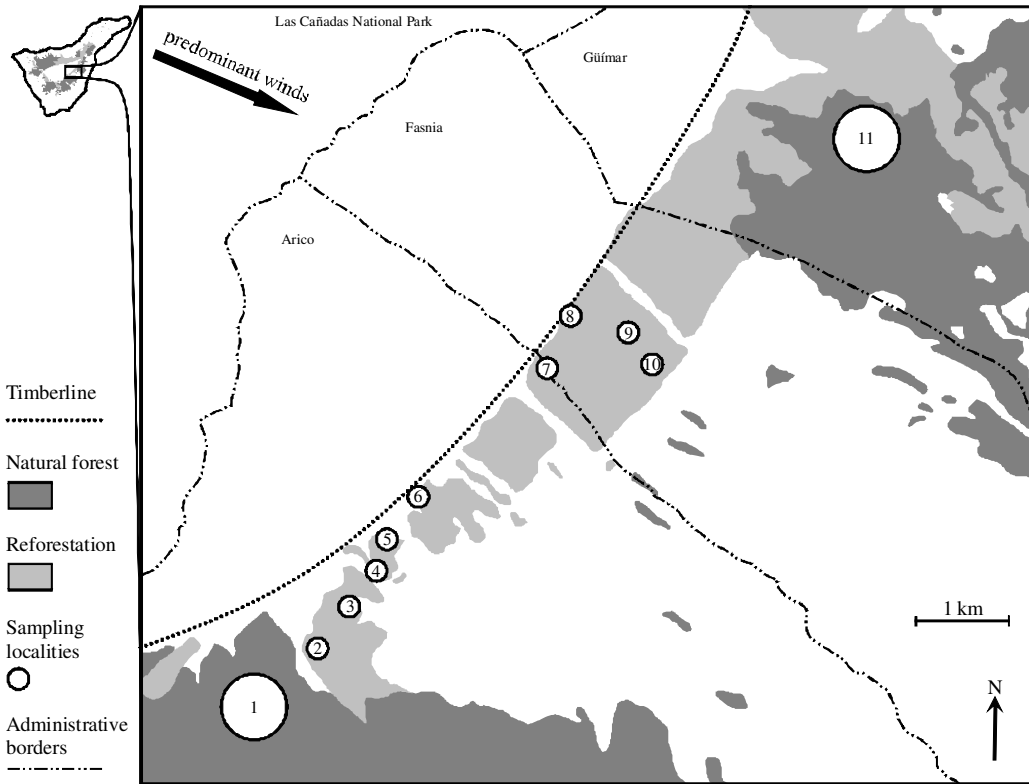 Las Cañadas National Park
predominant winds
Güímar
Fasnia
11
Arico
8
9
7
10
Timberline
Natural forest
6
Reforestation
5
4
3
1 km
Sampling
localities
2
N
1
Administrative
borders